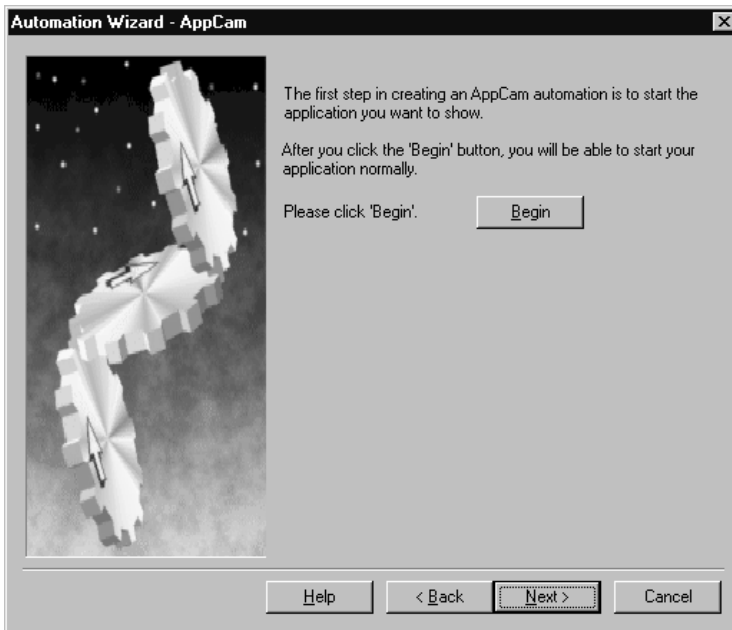 Automation Wizard - AppCam
The first step in creating an AppCam automation is to start the
application you want to show.
After you click the 'Begin' button, you will be able to start your
application normally.
Please click 'Begin'.
Begin
Help
< Back
Next >
Cancel